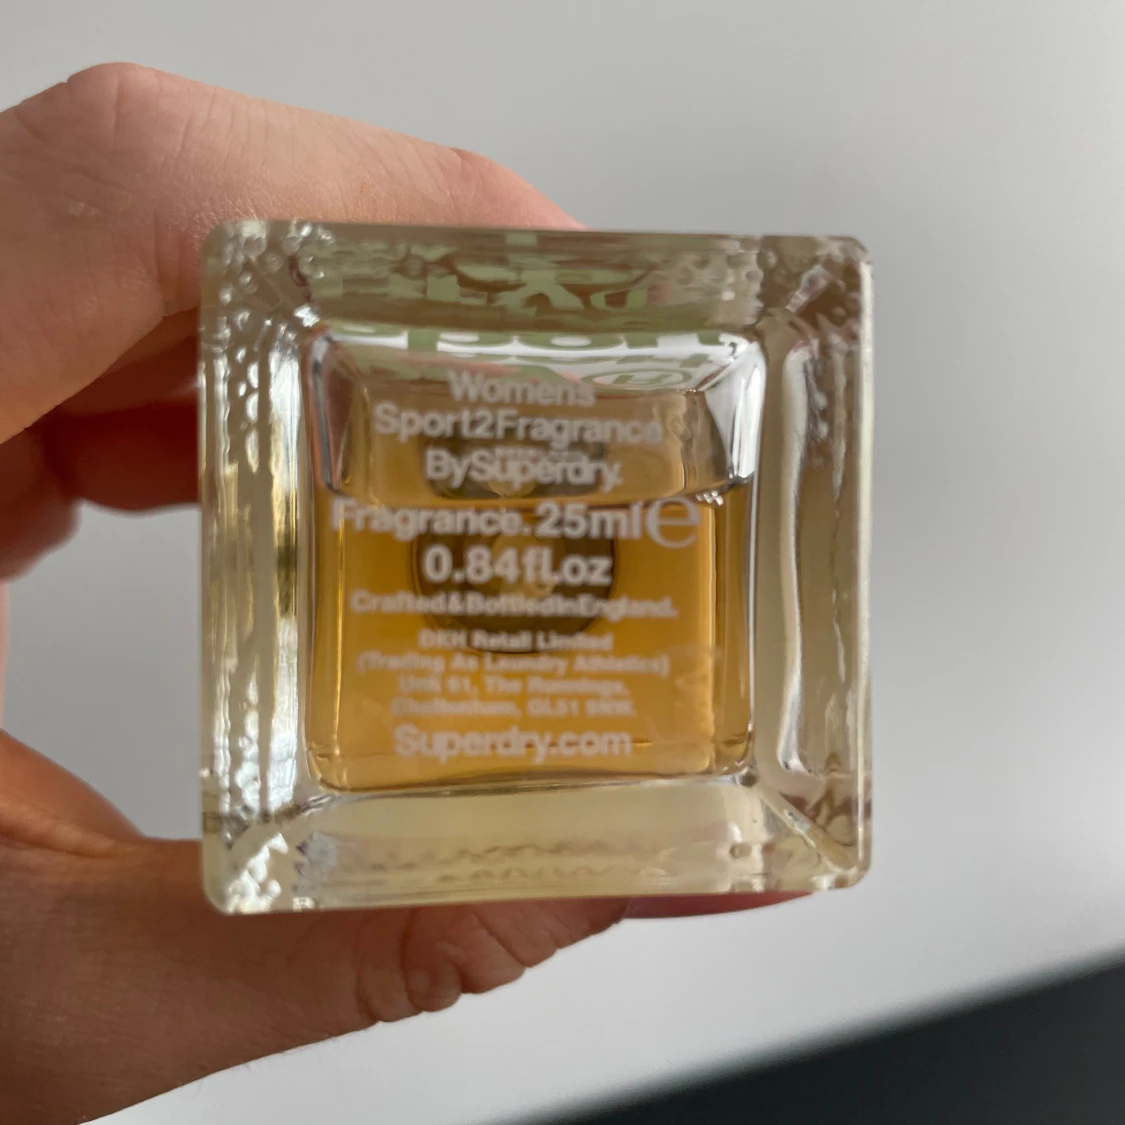 Womens
Sport2Fragrance
BySuperdry.
Fragrance. 25ml e
0.84fl.oz
Crafted&BottledInEngland.
DKH Retail Limited
(Trading As Laundry Athletics)
Unit 61, The Runnings,
Cheltenham, GL51 9NW.
Superdry.com